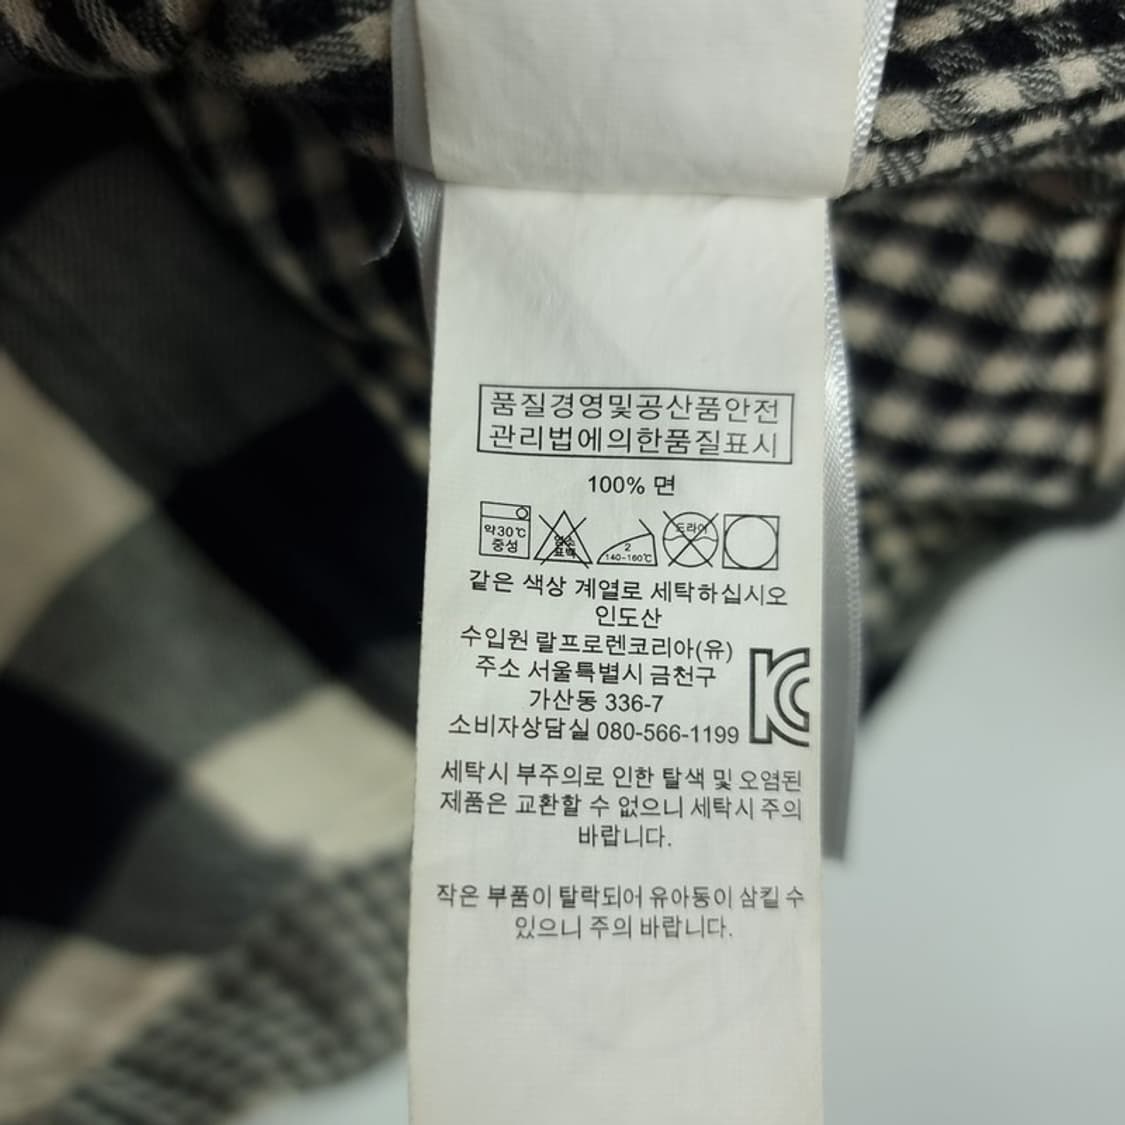 품질경영및공산품안전
관리법에의한품질표시
100% 면
약30℃
중성
염소
표백
2
140~160℃
드라이
같은 색상 계열로 세탁하십시오
인도산
수입원 랄프로렌코리아(유)
주소 서울특별시 금천구
가산동 336-7
소비자상담실 080-566-1199
세탁시 부주의로 인한 탈색 및 오염된
제품은 교환할 수 없으니 세탁시 주의
바랍니다.
작은 부품이 탈락되어 유아동이 삼킬 수
있으니 주의 바랍니다.